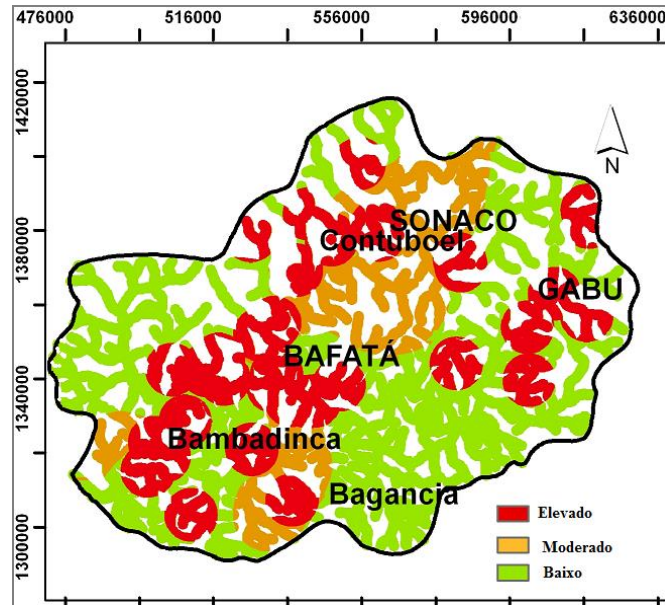 476000 516000 556000 596000 636000
1420000
1380000
1340000
1300000
N
SONACO
Contuboel
GABU
BAFATÁ
Bambadinca
Bagancia
Elevado
Moderado
Baixo